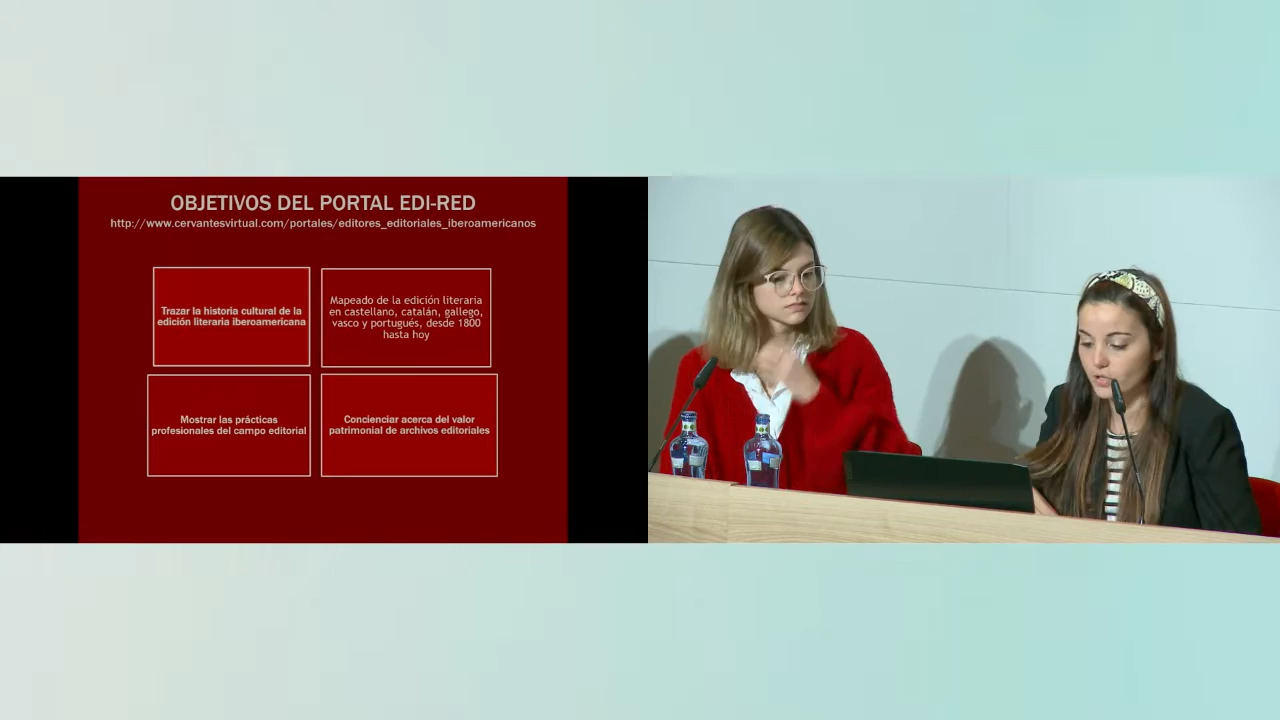 OBJETIVOS DEL PORTAL EDI-RED
http://www.cervantesvirtual.com/portales/editores_editoriales_iberoamericanos
Trazar la historia cultural de la
edición literaria iberoamericana
Mapeado de la edición literaria
en castellano, catalán, gallego,
vasco y portugués, desde 1800
hasta hoy
Mostrar las prácticas
profesionales del campo editorial
Concienciar acerca del valor
patrimonial de archivos editoriales